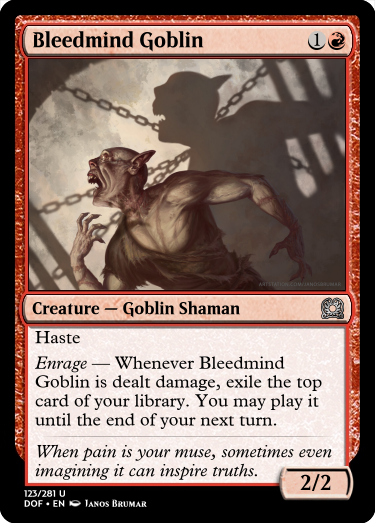 Bleedmind Goblin 1
Creature — Goblin Shaman
Haste
Enrage — Whenever Bleedmind
Goblin is dealt damage, exile the top
card of your library. You may play it
until the end of your next turn.
When pain is your muse, sometimes even
imagining it can inspire truths.
2/2
123/281 U
DOF • EN Ianos Brumar